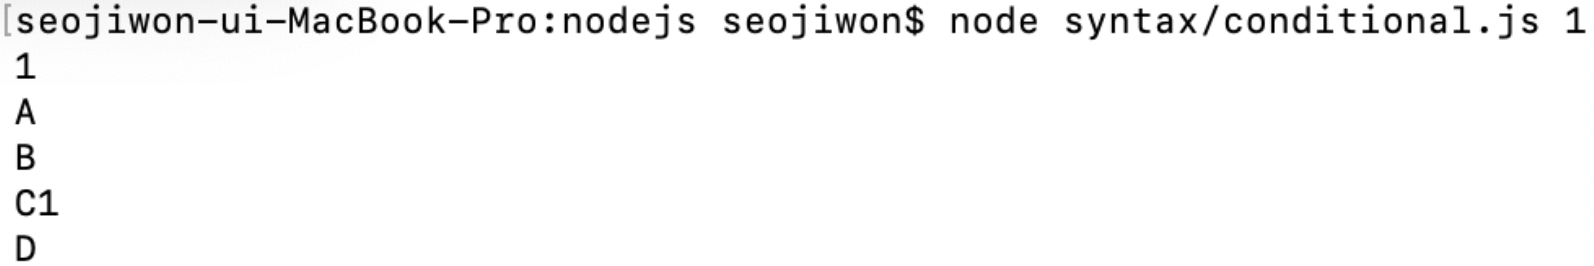 [seojiwon-ui-MacBook-Pro:nodejs seojiwon$ node syntax/conditional.js 1
1
A
B
C1
D